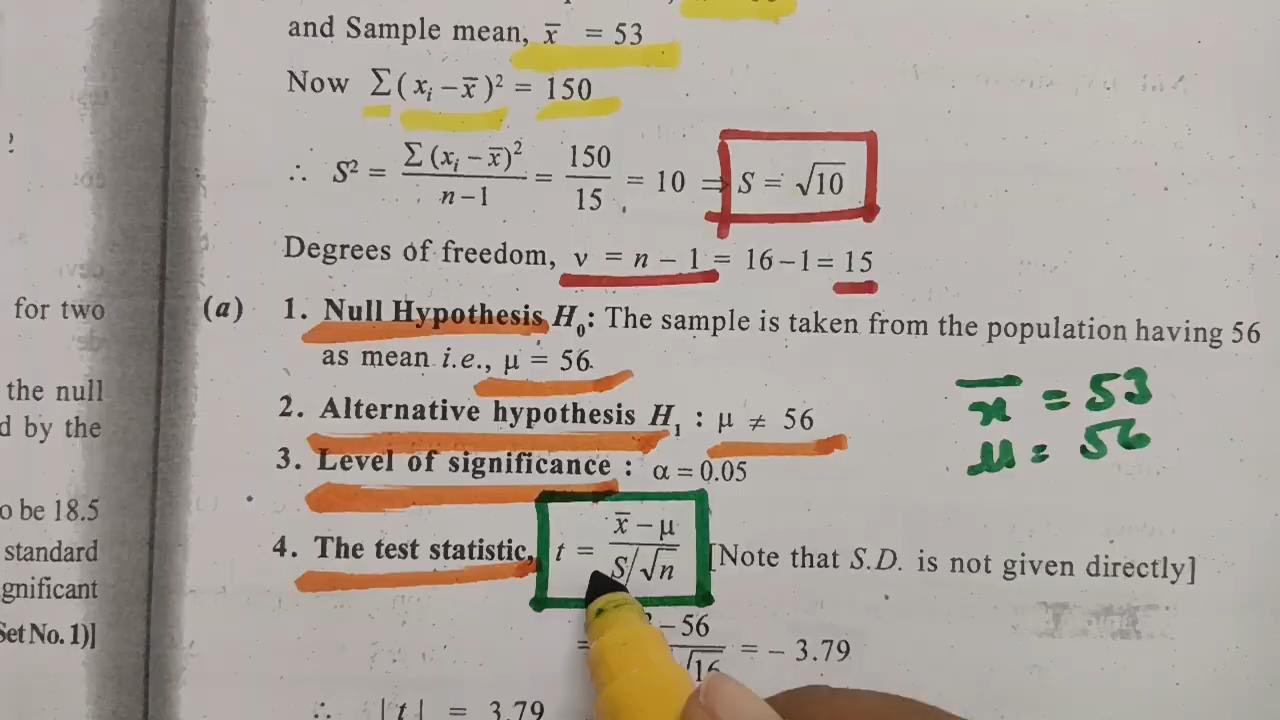 and Sample mean, x̄ = 53
Now Σ(xᵢ – x̄)² = 150
∴ S² = Σ(xᵢ – x̄)² / n–1 = 150/15 = 10 ⇒ S = √10
Degrees of freedom, ν = n – 1 = 16 – 1 = 15
(a) 1. Null Hypothesis H₀: The sample is taken from the population having 56
as mean i.e., μ = 56.
2. Alternative hypothesis H₁ : μ ≠ 56
3. Level of significance : α = 0.05
4. The test statistic, t = (x̄ – μ) / (S/√n) [Note that S.D. is not given directly]
– 56 / √16 = – 3.79
∴ |t| = 3.79
x̄ = 53
μ = 56
for two
the null
d by the
o be 18.5
standard
gnificant
Set No. 1)]